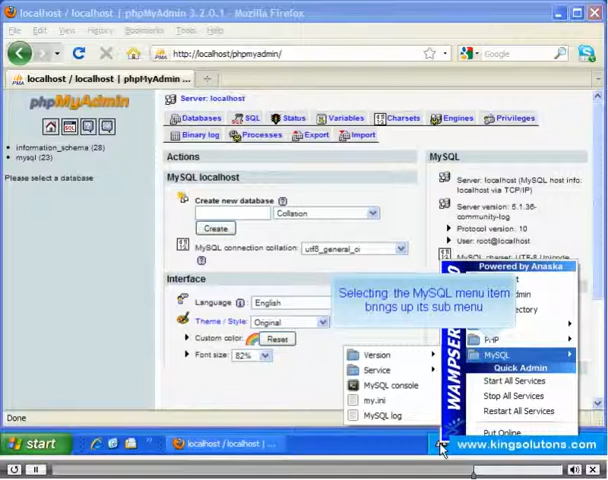 localhost / localhost | phpMyAdmin 3.2.0.1 - Mozilla Firefox
File Edit View History Bookmarks Tools Help
http://localhost/phpmyadmin/
Google
localhost / localhost | phpMyAdmin ...
phpMyAdmin
information_schema (28)
mysql (23)
Please select a database
Server: localhost
Databases SQL Status Variables Charsets Engines Privileges
Binary log Processes Export Import
Actions
MySQL localhost
Create new database
Collation
Create
MySQL connection collation: utf8_general_ci
Interface
Language : English
Theme / Style: Original
Custom color: Reset
Font size: 82%
MySQL
Server: localhost (MySQL host info:
localhost via TCP/IP)
Server version: 5.1.36-
community-log
Protocol version: 10
User: root@localhost
MySQL charset: UTF-8 Unicode
Selecting the MySQL menu item
brings up its sub menu
Version
Service
MySQL console
my.ini
MySQL log
WAMPSER
Powered by Anaska
PHP
MySQL
Quick Admin
Start All Services
Stop All Services
Restart All Services
Put Online
Done
start
localhost / localhost | ...
www.kingsolutons.com